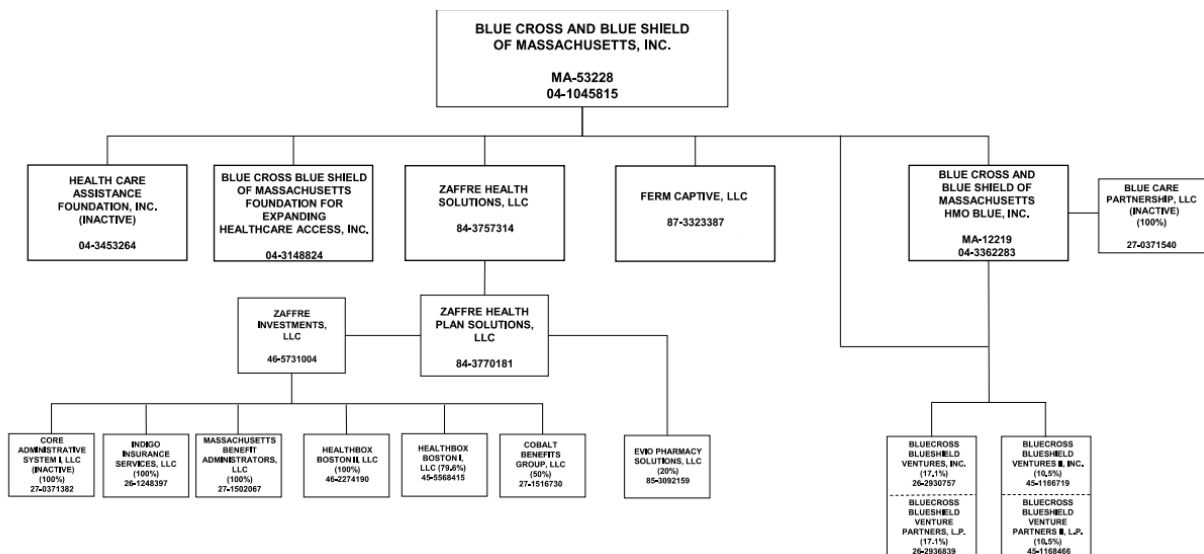 BLUE CROSS AND BLUE SHIELD
OF MASSACHUSETTS, INC.
MA-53228
04-1045815
HEALTH CARE
ASSISTANCE
FOUNDATION, INC.
(INACTIVE)
04-3453264
BLUE CROSS BLUE SHIELD
OF MASSACHUSETTS
FOUNDATION FOR
EXPANDING
HEALTHCARE ACCESS, INC.
04-3148824
ZAFFRE HEALTH
SOLUTIONS, LLC
84-3757314
FERM CAPTIVE, LLC
87-3323387
BLUE CROSS AND
BLUE SHIELD OF
MASSACHUSETTS
HMO BLUE, INC.
MA-12219
04-3362283
BLUE CARE
PARTNERSHIP, LLC
(INACTIVE)
(100%)
27-0371540
ZAFFRE
INVESTMENTS,
LLC
46-5731004
ZAFFRE HEALTH
PLAN SOLUTIONS,
LLC
84-3770181
CORE
ADMINISTRATIVE
SYSTEM I, LLC
(INACTIVE)
(100%)
27-0371382
INDIGO
INSURANCE
SERVICES, LLC
(100%)
26-1248397
MASSACHUSETTS
BENEFIT
ADMINISTRATORS,
LLC
(100%)
27-1502067
HEALTHBOX
BOSTON II, LLC
(100%)
46-2274190
HEALTHBOX
BOSTON I,
LLC (79.6%)
45-5568415
COBALT
BENEFITS
GROUP, LLC
(50%)
27-1516730
EVIO PHARMACY
SOLUTIONS, LLC
(20%)
85-3092159
BLUECROSS
BLUESHIELD
VENTURES, INC.
(17.1%)
26-2930757
BLUECROSS
BLUESHIELD
VENTURE
PARTNERS, L.P.
(17.1%)
26-2936839
BLUECROSS
BLUESHIELD
VENTURES II, INC.
(10.5%)
45-1166719
BLUECROSS
BLUESHIELD
VENTURE
PARTNERS II, L.P.
(10.5%)
45-1168466